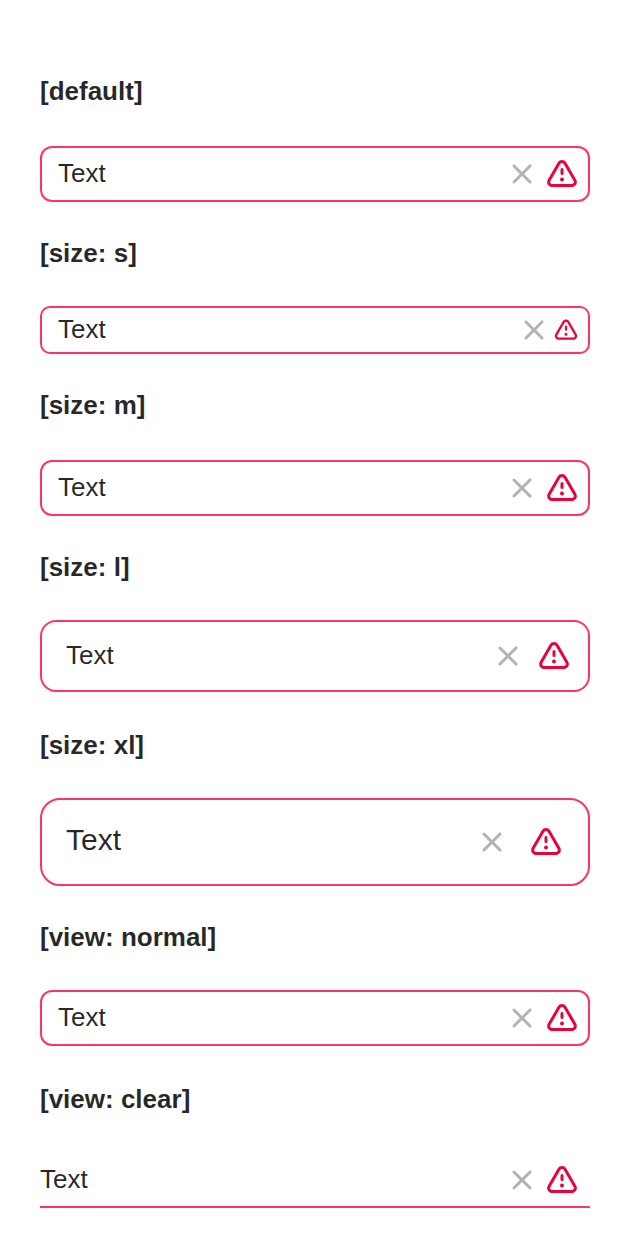 [default]
Text
[size: s]
Text
[size: m]
Text
[size: l]
Text
[size: xl]
Text
[view: normal]
Text
[view: clear]
Text